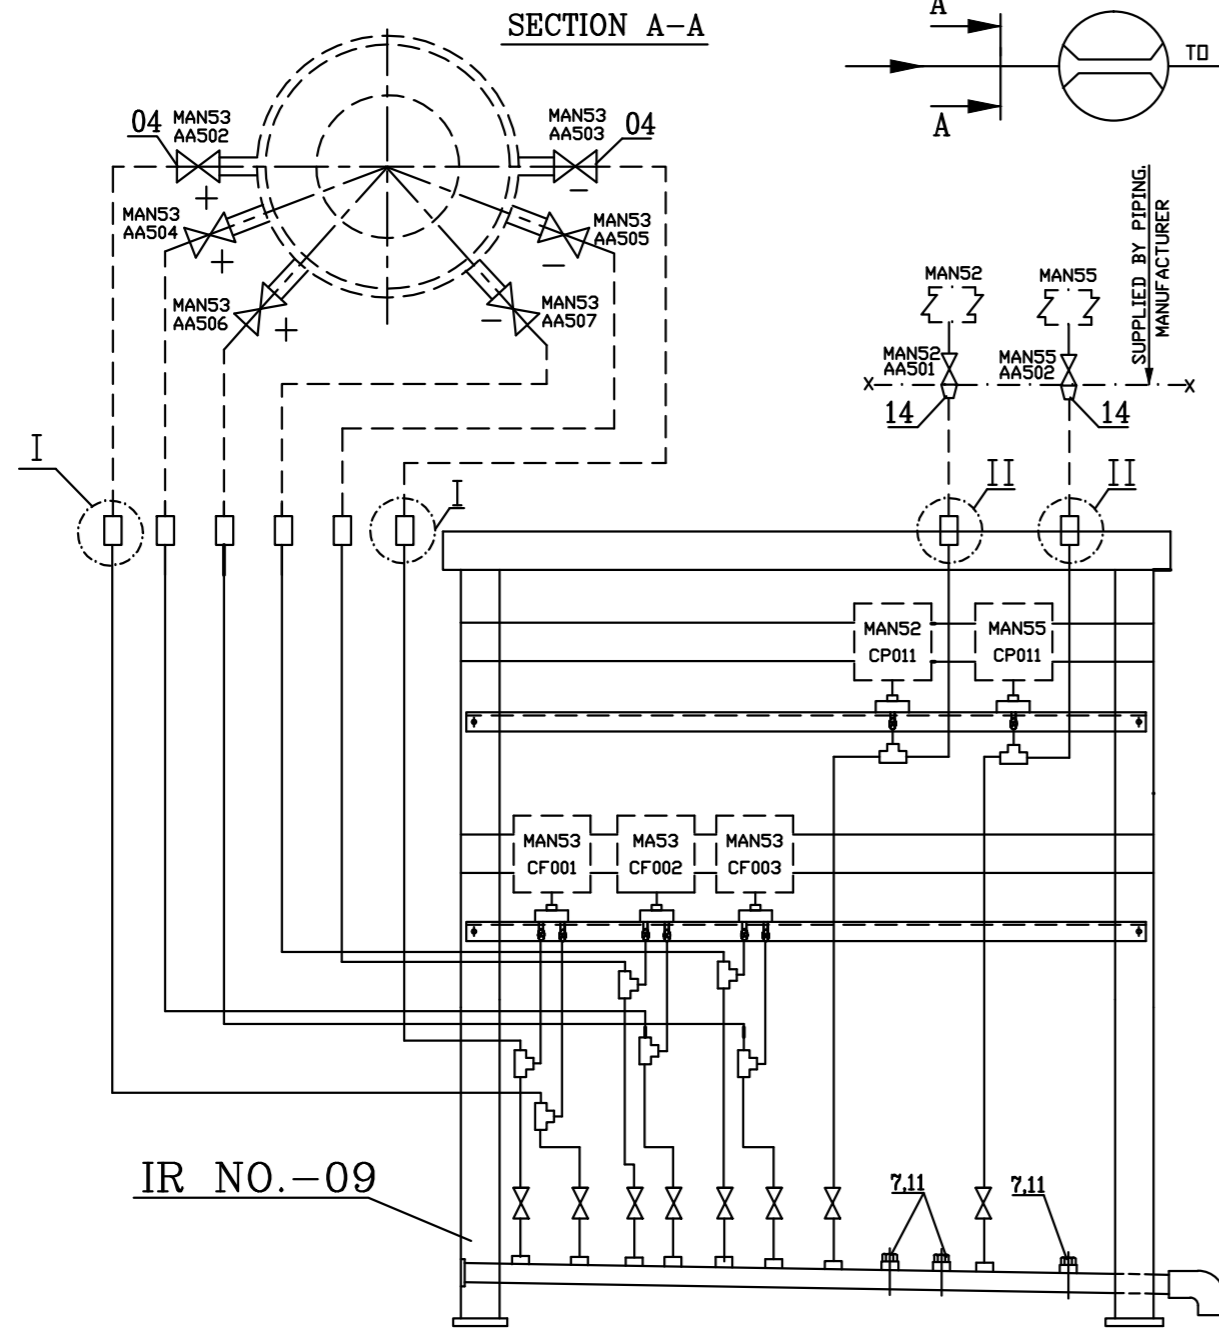 SECTION A-A
A
TO
A
04
MAN53
AA502
MAN53
AA503
04
+
−
MAN53
AA504
+
MAN53
AA505
−
MAN53
AA506
+
MAN53
AA507
−
SUPPLIED BY PIPING.
MANUFACTURER
MAN52
MAN55
MAN52
AA501
MAN55
AA502
X
X
14
14
I
I
II
II
MAN52
CP011
MAN55
CP011
MAN53
CF001
MA53
CF002
MAN53
CF003
IR NO.-09
7,11
7,11